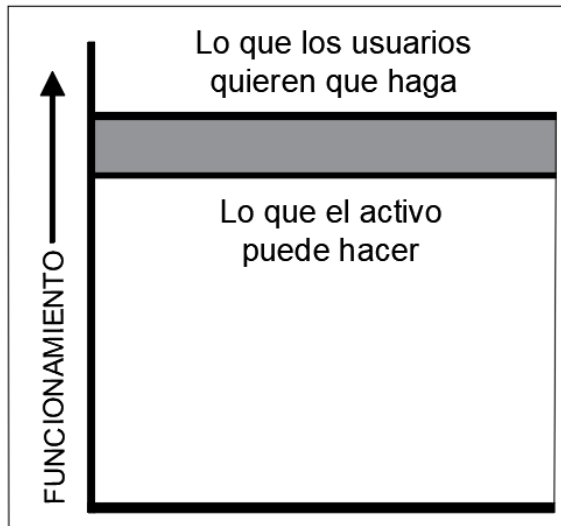 Lo que los usuarios
quieren que haga
Lo que el activo
puede hacer
FUNCIONAMIENTO